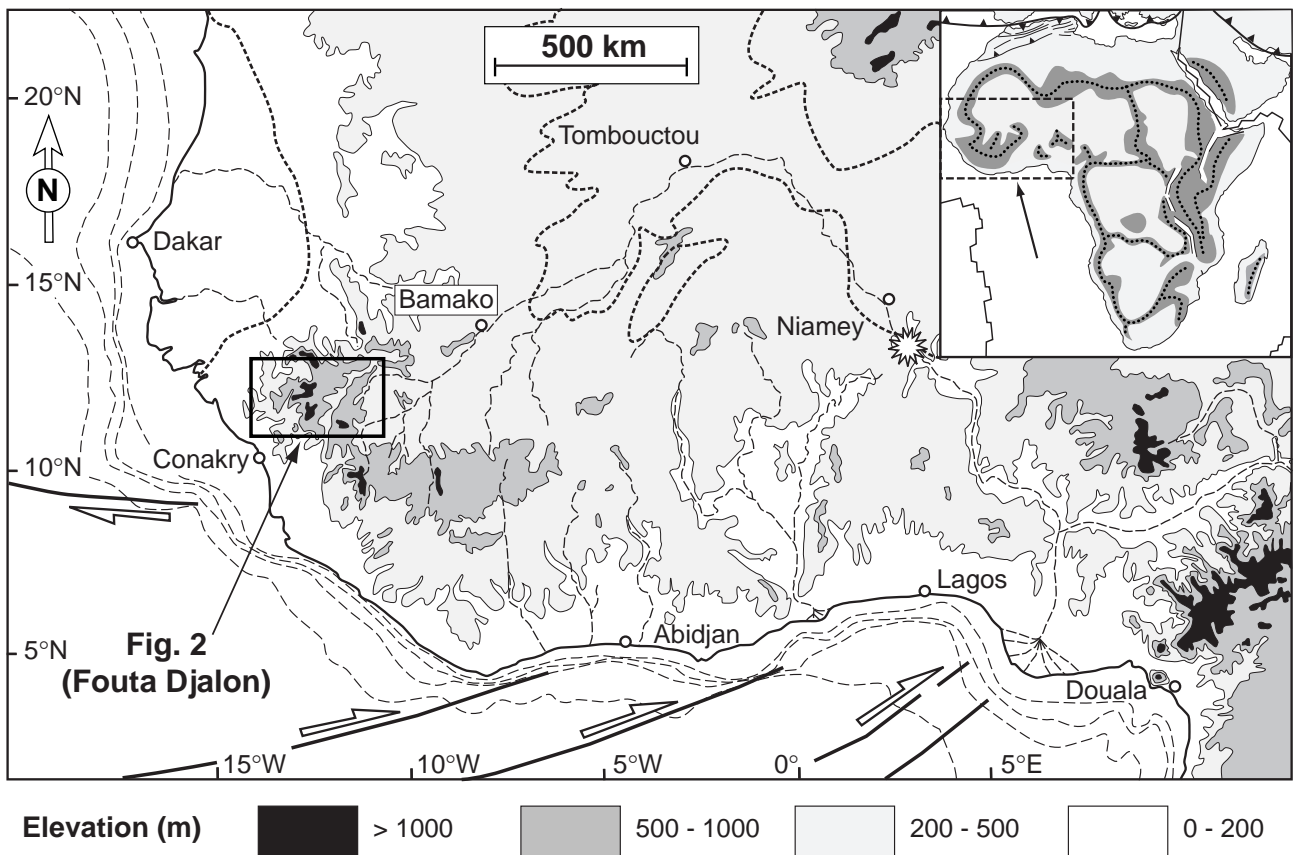 500 km
20°N
Tombouctou
N
Dakar
15°N
Bamako
Niamey
10°N
Conakry
Lagos
Abidjan
5°N
Fig. 2
(Fouta Djalon)
Douala
15°W
10°W
5°W
0°
5°E
Elevation (m)
> 1000
500 - 1000
200 - 500
0 - 200